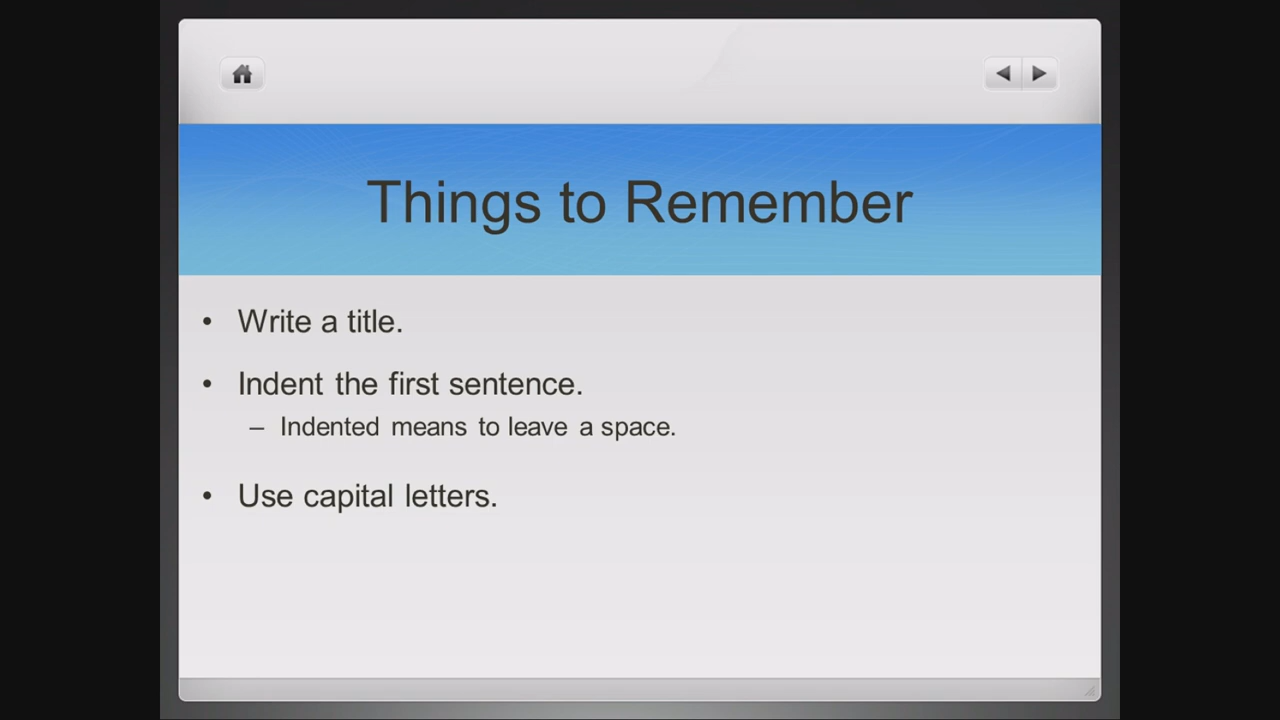 Things to Remember
• Write a title.
• Indent the first sentence.
– Indented means to leave a space.
• Use capital letters.